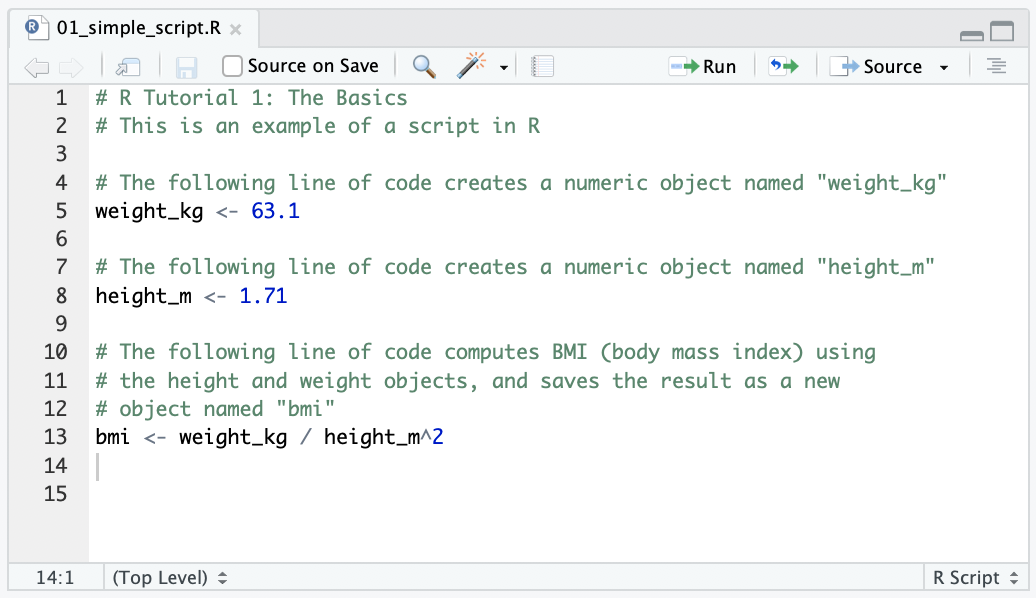 01_simple_script.R
Source on Save Run Source
1 # R Tutorial 1: The Basics
2 # This is an example of a script in R
3
4 # The following line of code creates a numeric object named "weight_kg"
5 weight_kg <- 63.1
6
7 # The following line of code creates a numeric object named "height_m"
8 height_m <- 1.71
9
10 # The following line of code computes BMI (body mass index) using
11 # the height and weight objects, and saves the result as a new
12 # object named "bmi"
13 bmi <- weight_kg / height_m^2
14
15
14:1 (Top Level) R Script